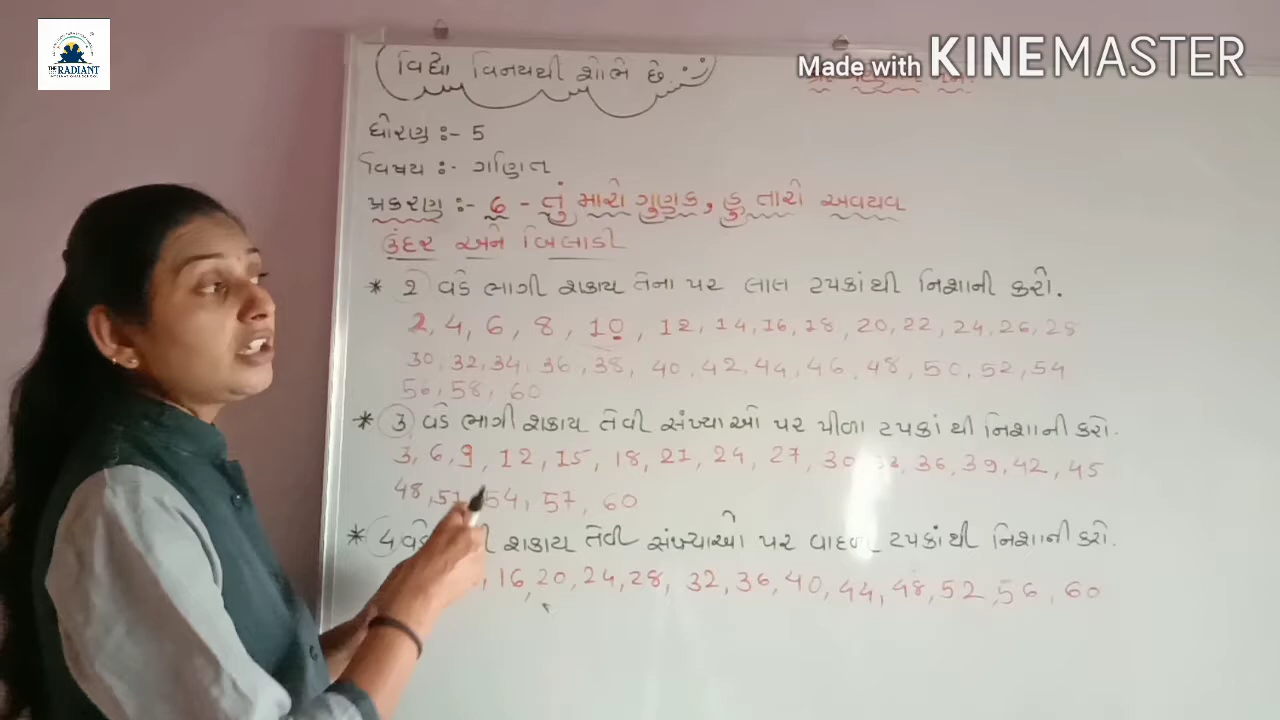 THE RADIANT
Made with KINEMASTER
વિદ્યા વિનયથી શોભે છે.
ધોરણ :- 5
વિષય :- ગણિત
પ્રકરણ :- 6 - તું મારો ગુણક, હુ તારો અવયવ
ઉંદર અને બિલાડી
* 2 વડે ભાગી શકાય તેના પર લાલ ટપકાંથી નિશાની કરો.
2, 4, 6, 8, 10, 12, 14, 16, 18, 20, 22, 24, 26, 28
30, 32, 34, 36, 38, 40, 42, 44, 46, 48, 50, 52, 54
56, 58, 60
* 3 વડે ભાગી શકાય તેવી સંખ્યાઓ પર પીળા ટપકાંથી નિશાની કરો.
3, 6, 9, 12, 15, 18, 21, 24, 27, 30, 36, 39, 42, 45
48, 54, 57, 60
* 4 શકાય તેવી સંખ્યાઓ પર વાદળી ટપકાંથી નિશાની કરો.
, 16, 20, 24, 28, 32, 36, 40, 44, 48, 52, 56, 60